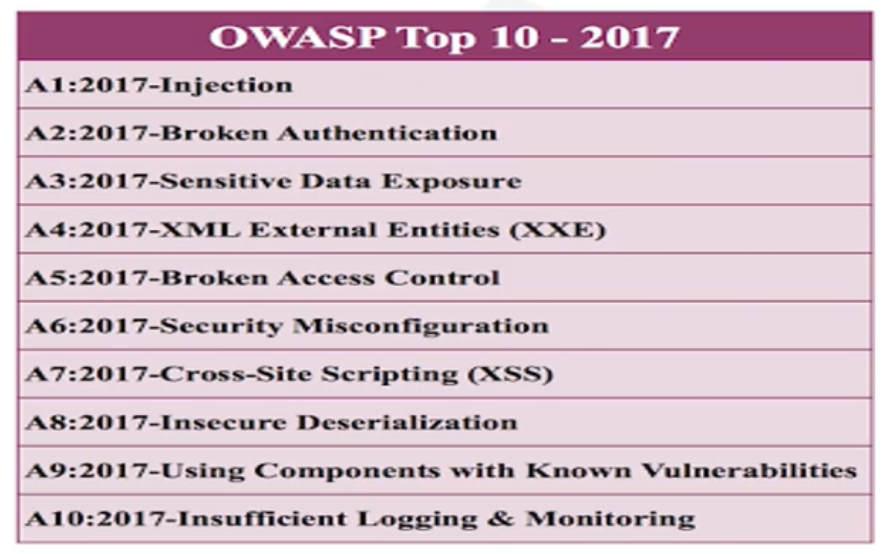 OWASP Top 10 - 2017
A1:2017-Injection
A2:2017-Broken Authentication
A3:2017-Sensitive Data Exposure
A4:2017-XML External Entities (XXE)
A5:2017-Broken Access Control
A6:2017-Security Misconfiguration
A7:2017-Cross-Site Scripting (XSS)
A8:2017-Insecure Deserialization
A9:2017-Using Components with Known Vulnerabilities
A10:2017-Insufficient Logging & Monitoring